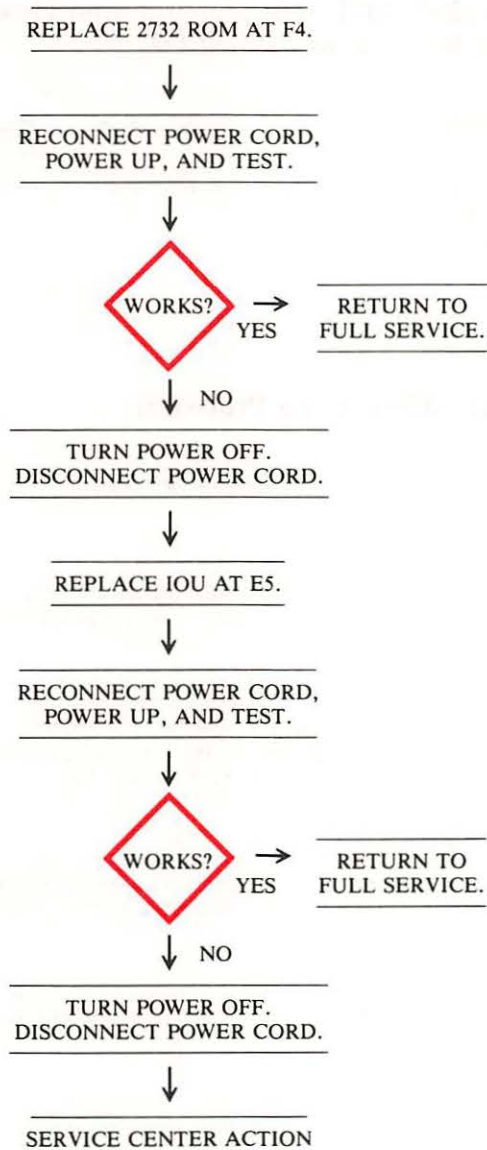 REPLACE 2732 ROM AT F4.
RECONNECT POWER CORD,
POWER UP, AND TEST.
WORKS?
YES
RETURN TO
FULL SERVICE.
NO
TURN POWER OFF.
DISCONNECT POWER CORD.
REPLACE IOU AT E5.
RECONNECT POWER CORD,
POWER UP, AND TEST.
WORKS?
YES
RETURN TO
FULL SERVICE.
NO
TURN POWER OFF.
DISCONNECT POWER CORD.
SERVICE CENTER ACTION